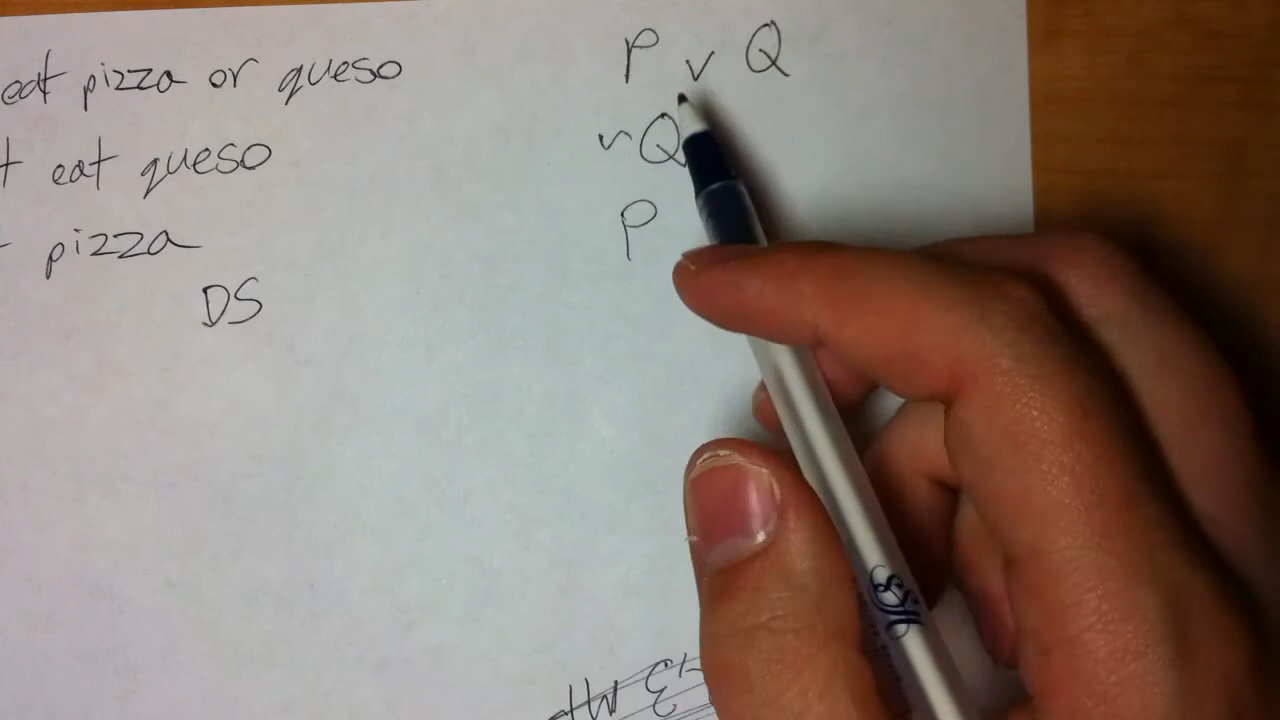 eat pizza or queso
P v Q
t eat queso
~Q
pizza
P
DS